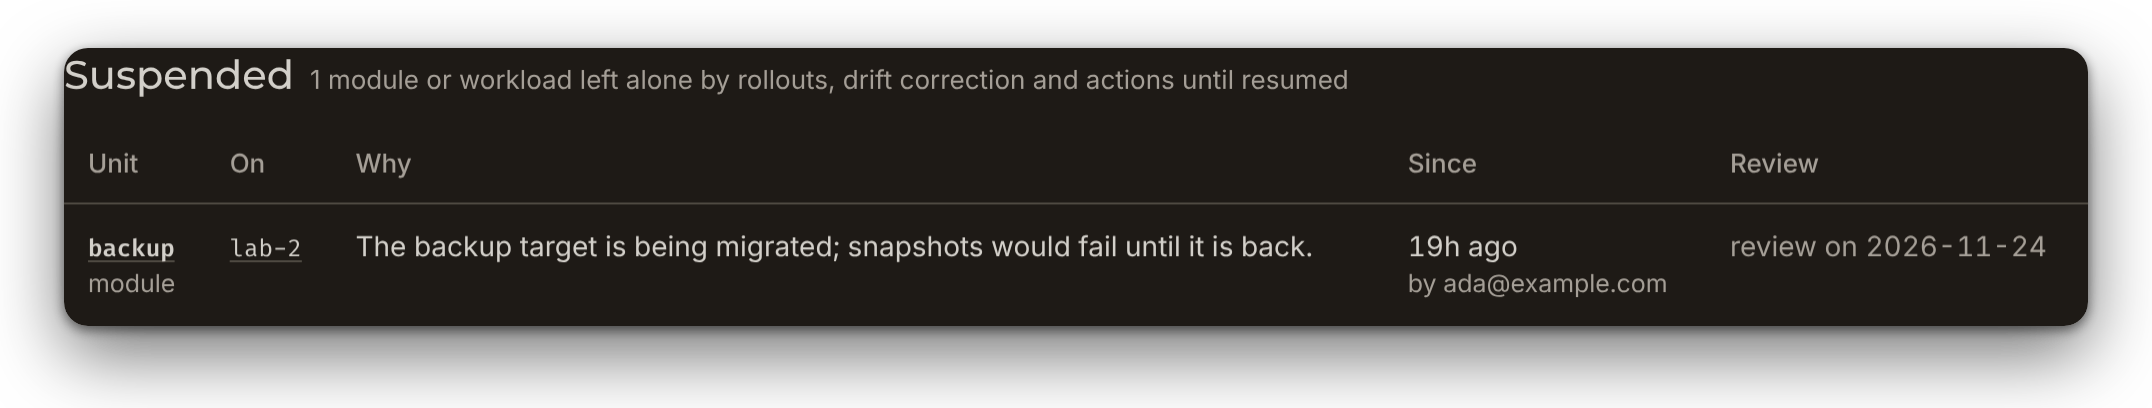 Suspended 1 module or workload left alone by rollouts, drift correction and actions until resumed
Unit On Why Since Review
backup lab-2 The backup target is being migrated; snapshots would fail until it is back. 19h ago review on 2026-11-24
module by ada@example.com